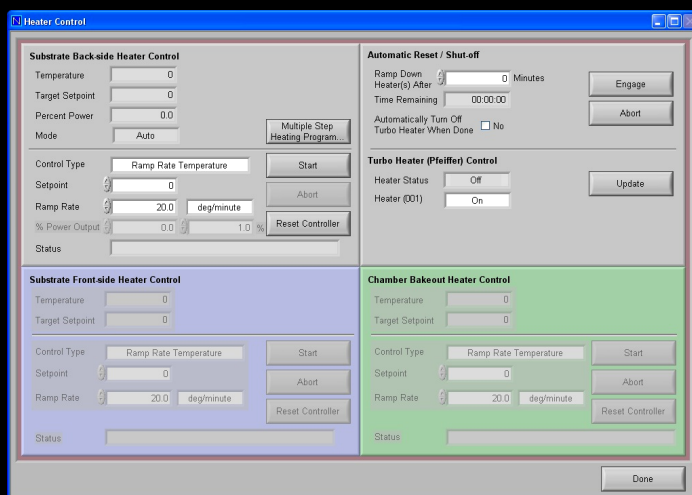 Heater Control
Substrate Back-side Heater Control
Temperature 0
Target Setpoint 0
Percent Power 0.0
Mode Auto
Multiple Step
Heating Program...
Control Type Ramp Rate Temperature Start
Setpoint 0
Abort
Ramp Rate 20.0 deg/minute
% Power Output 0.0 1.0 % Reset Controller
Status
Automatic Reset / Shut-off
Ramp Down
Heater(s) After 0 Minutes
Engage
Time Remaining 00:00:00
Abort
Automatically Turn Off
Turbo Heater When Done No
Turbo Heater (Pfeiffer) Control
Heater Status Off
Update
Heater (001) On
Substrate Front-side Heater Control
Temperature 0
Target Setpoint 0
Control Type Ramp Rate Temperature Start
Setpoint 0
Abort
Ramp Rate 20.0 deg/minute
Reset Controller
Status
Chamber Bakeout Heater Control
Temperature 0
Target Setpoint 0
Control Type Ramp Rate Temperature Start
Setpoint 0
Abort
Ramp Rate 20.0 deg/minute
Reset Controller
Status
Done